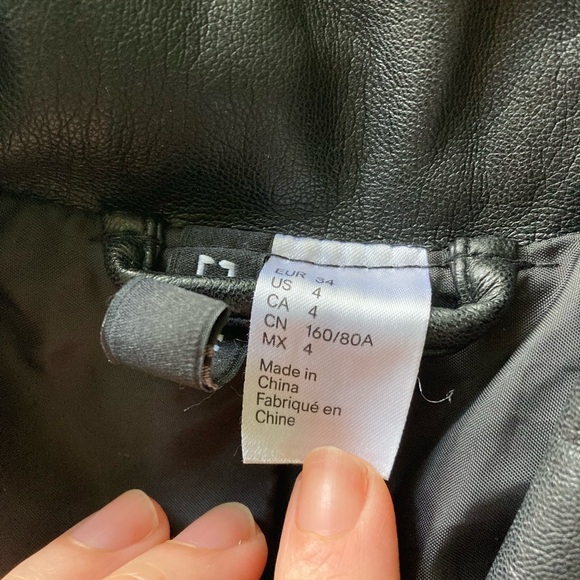 EUR 34
US 4
CA 4
CN 160/80A
MX 4
Made in
China
Fabriqué en
Chine